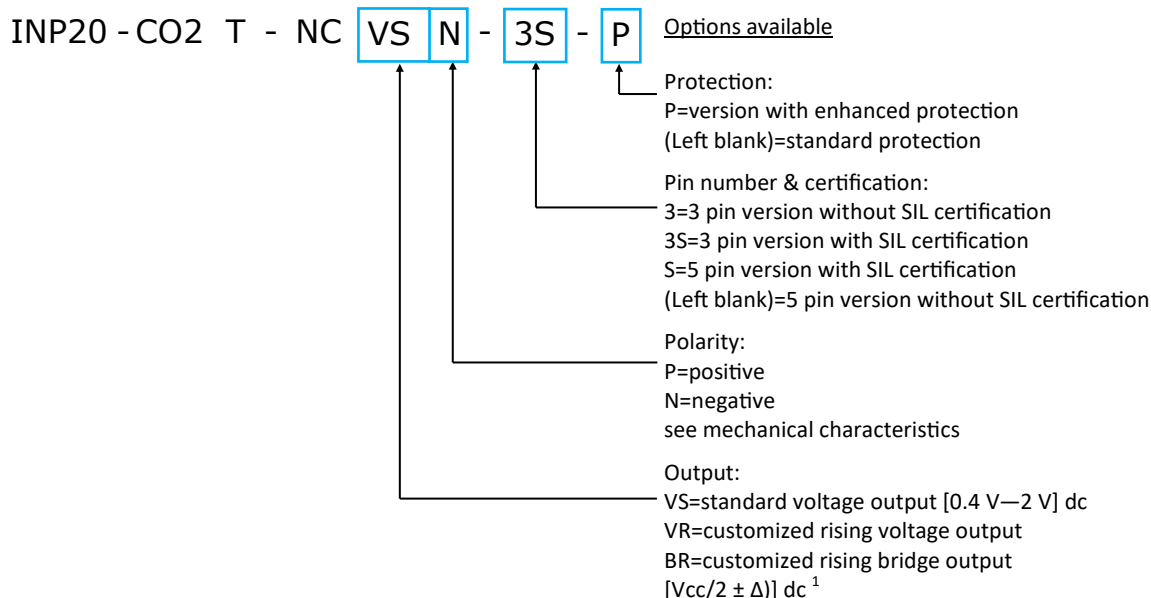 INP20 - CO2 T - NC VS N - 3S - P
Options available
Protection:
P=version with enhanced protection
(Left blank)=standard protection
Pin number & certification:
3=3 pin version without SIL certification
3S=3 pin version with SIL certification
S=5 pin version with SIL certification
(Left blank)=5 pin version without SIL certification
Polarity:
P=positive
N=negative
see mechanical characteristics
Output:
VS=standard voltage output [0.4 V—2 V] dc
VR=customized rising voltage output
BR=customized rising bridge output
[Vcc/2 ± Δ)] dc ¹